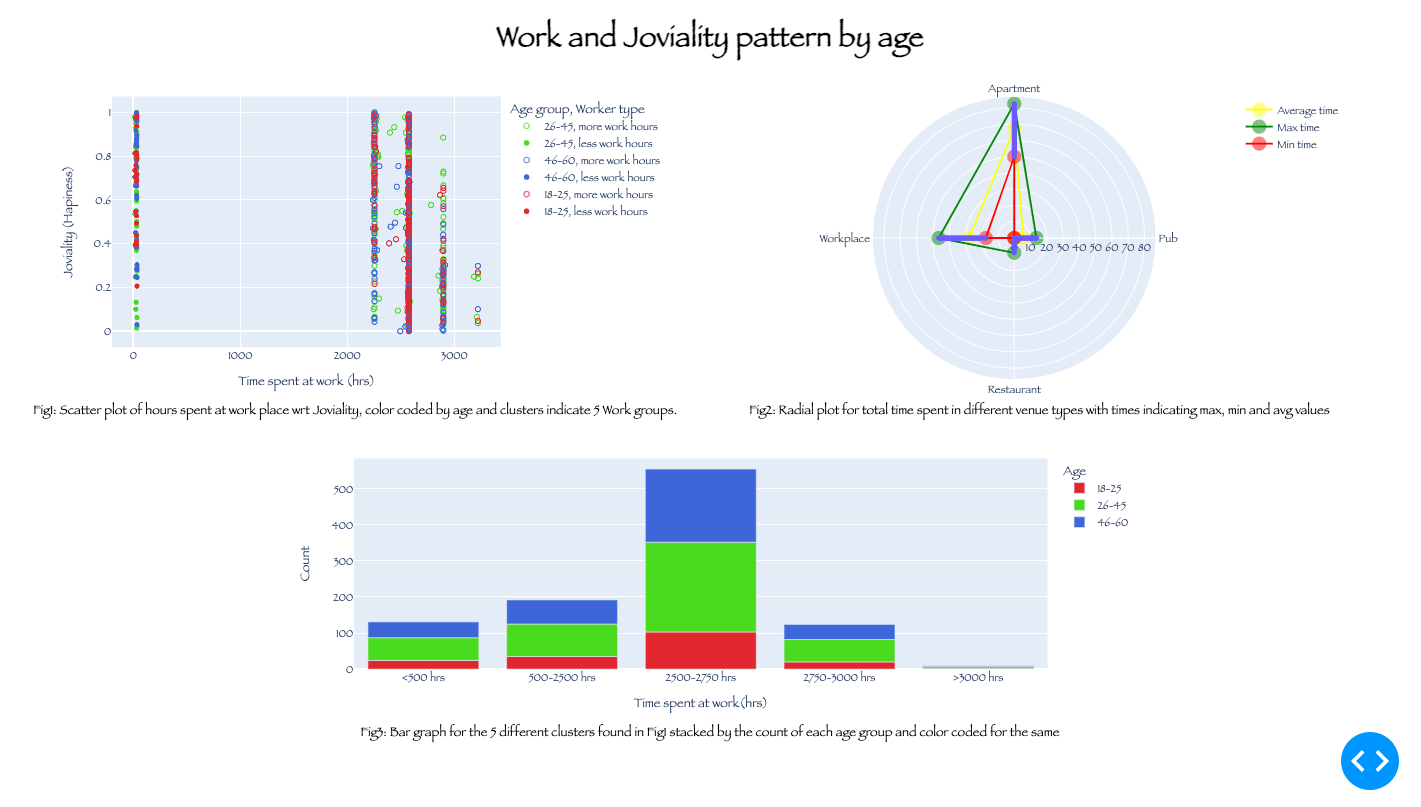 Work and Joviality pattern by age
1
0.8
0.6
0.4
0.2
0
Joviality (Hapiness)
0 1000 2000 3000
Time spent at work (hrs)
Age group, Worker type
26-45, more work hours
26-45, less work hours
46-60, more work hours
46-60, less work hours
18-25, more work hours
18-25, less work hours
Fig1: Scatter plot of hours spent at work place wrt Joviality, color coded by age and clusters indicate 5 Work groups.
Apartment
Workplace
10 20 30 40 50 60 70 80
Pub
Restaurant
Average time
Max time
Min time
Fig2: Radial plot for total time spent in different venue types with times indicating max, min and avg values
500
400
300
200
100
0
Count
<500 hrs 500-2500 hrs 2500-2750 hrs 2750-3000 hrs >3000 hrs
Time spent at work(hrs)
Age
18-25
26-45
46-60
Fig3: Bar graph for the 5 different clusters found in Fig1 stacked by the count of each age group and color coded for the same